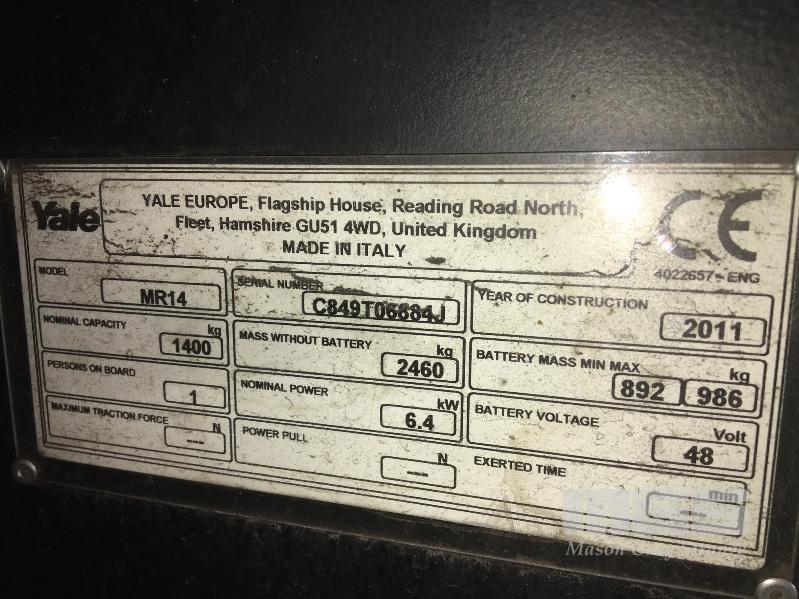 Yale
YALE EUROPE, Flagship House, Reading Road North,
Fleet, Hamshire GU51 4WD, United Kingdom
MADE IN ITALY
CE
4022657 - ENG
MODEL
MR14
SERIAL NUMBER
C849T06684J
YEAR OF CONSTRUCTION
2011
NOMINAL CAPACITY
kg
1400
MASS WITHOUT BATTERY
kg
2460
BATTERY MASS MIN MAX
kg
892 986
PERSONS ON BOARD
1
NOMINAL POWER
kW
6.4
BATTERY VOLTAGE
Volt
48
MAXIMUM TRACTION FORCE
N
---
POWER PULL
N
---
EXERTED TIME
min
Mason